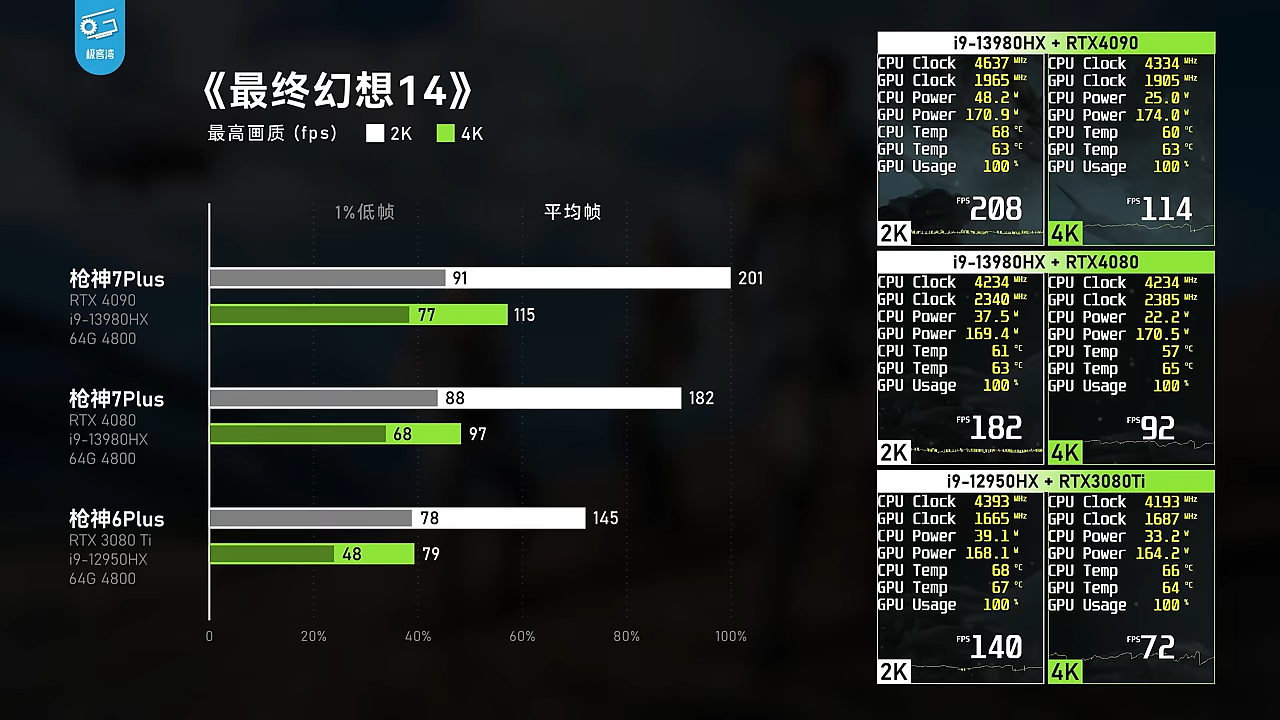 极客湾
《最终幻想14》
最高画质 (fps) 2K 4K
1%低帧 平均帧
枪神7Plus
RTX 4090
i9-13980HX
64G 4800
91 201
77 115
枪神7Plus
RTX 4080
i9-13980HX
64G 4800
88 182
68 97
枪神6Plus
RTX 3080 Ti
i9-12950HX
64G 4800
78 145
48 79
0 20% 40% 60% 80% 100%
i9-13980HX + RTX4090
CPU Clock 4637 MHz
GPU Clock 1965 MHz
CPU Power 48.2 W
GPU Power 170.9 W
CPU Temp 68 °C
GPU Temp 63 °C
GPU Usage 100 %
FPS 208
2K
CPU Clock 4334 MHz
GPU Clock 1905 MHz
CPU Power 25.0 W
GPU Power 174.0 W
CPU Temp 60 °C
GPU Temp 63 °C
GPU Usage 100 %
FPS 114
4K
i9-13980HX + RTX4080
CPU Clock 4234 MHz
GPU Clock 2340 MHz
CPU Power 37.5 W
GPU Power 169.4 W
CPU Temp 61 °C
GPU Temp 63 °C
GPU Usage 100 %
FPS 182
2K
CPU Clock 4234 MHz
GPU Clock 2385 MHz
CPU Power 22.2 W
GPU Power 170.5 W
CPU Temp 57 °C
GPU Temp 65 °C
GPU Usage 100 %
FPS 92
4K
i9-12950HX + RTX3080Ti
CPU Clock 4393 MHz
GPU Clock 1665 MHz
CPU Power 39.1 W
GPU Power 168.1 W
CPU Temp 68 °C
GPU Temp 67 °C
GPU Usage 100 %
FPS 140
2K
CPU Clock 4193 MHz
GPU Clock 1687 MHz
CPU Power 33.2 W
GPU Power 164.2 W
CPU Temp 66 °C
GPU Temp 64 °C
GPU Usage 100 %
FPS 72
4K